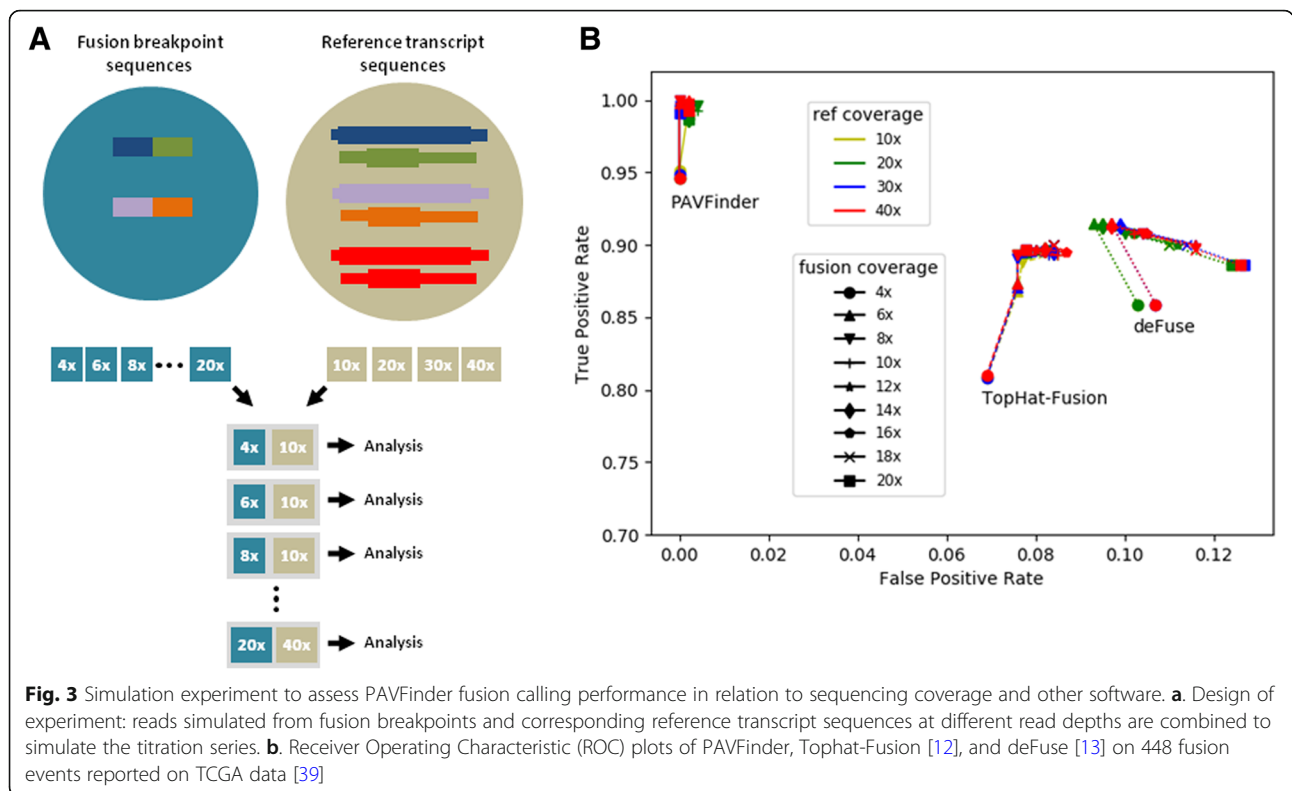 A
Fusion breakpoint
sequences
Reference transcript
sequences
4x 6x 8x ••• 20x
10x 20x 30x 40x
4x 10x Analysis
6x 10x Analysis
8x 10x Analysis
20x 40x Analysis
B
True Positive Rate
1.00
0.95
0.90
0.85
0.80
0.75
0.70
0.00 0.02 0.04 0.06 0.08 0.10 0.12
False Positive Rate
PAVFinder
TopHat-Fusion
deFuse
ref coverage
10x
20x
30x
40x
fusion coverage
4x
6x
8x
10x
12x
14x
16x
18x
20x
Fig. 3 Simulation experiment to assess PAVFinder fusion calling performance in relation to sequencing coverage and other software. a. Design of
experiment: reads simulated from fusion breakpoints and corresponding reference transcript sequences at different read depths are combined to
simulate the titration series. b. Receiver Operating Characteristic (ROC) plots of PAVFinder, Tophat-Fusion [12], and deFuse [13] on 448 fusion
events reported on TCGA data [39]